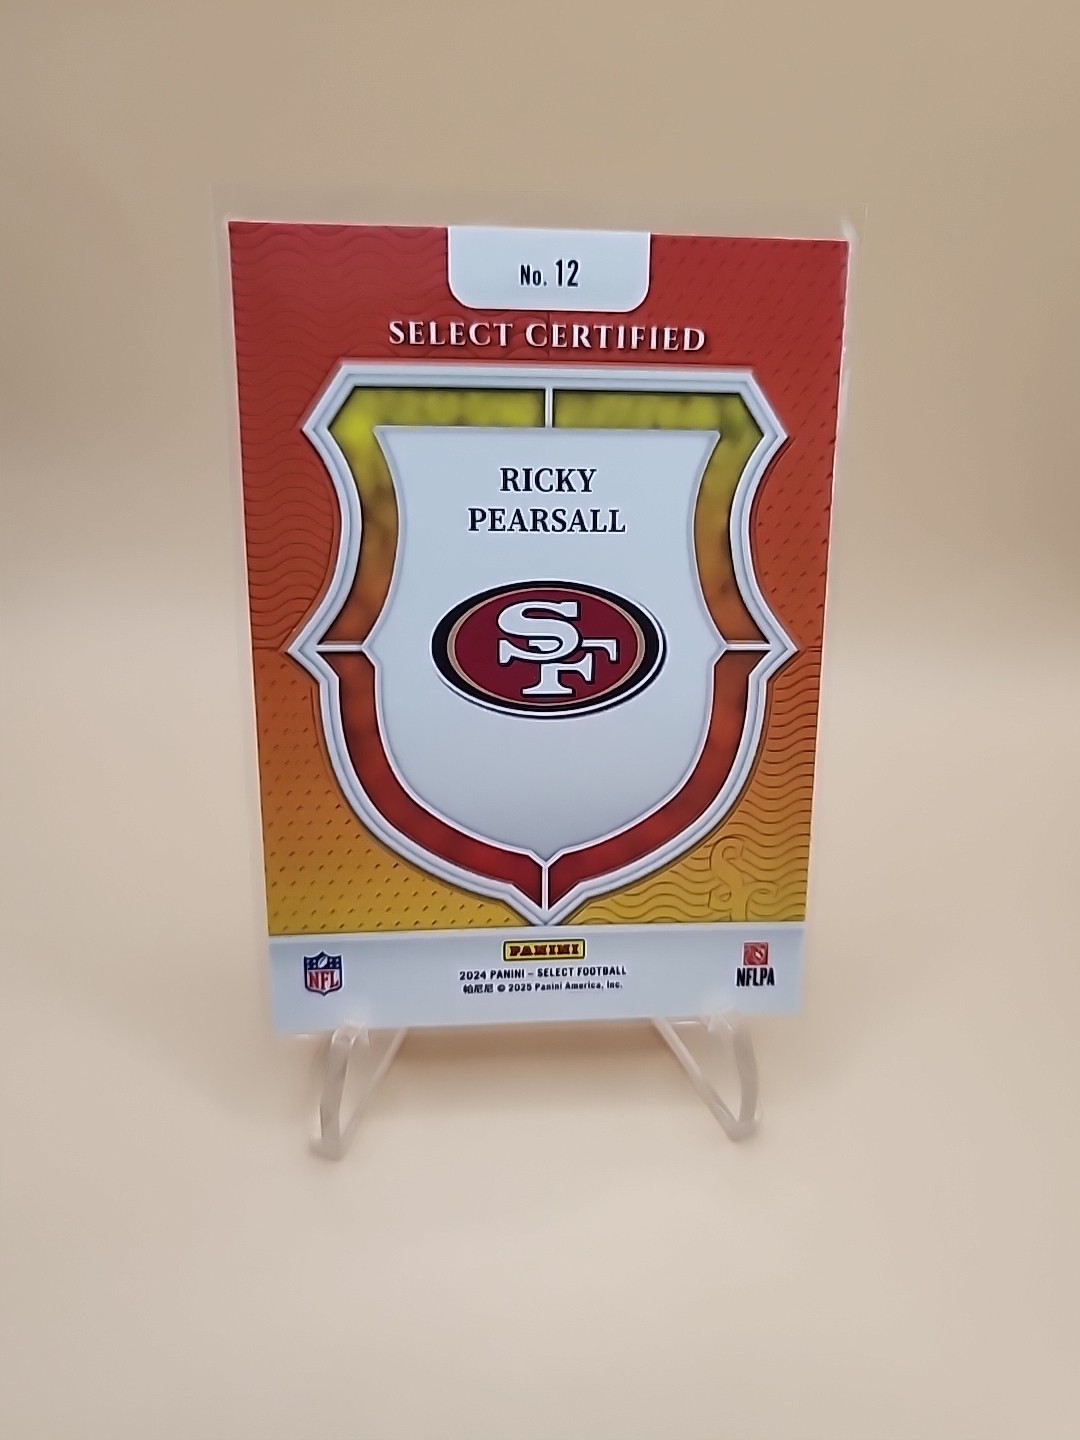 No. 12
SELECT CERTIFIED
RICKY
PEARSALL
SF
PANINI
2024 PANINI – SELECT FOOTBALL
帕尼尼 © 2025 Panini America, Inc.
NFL
NFLPA